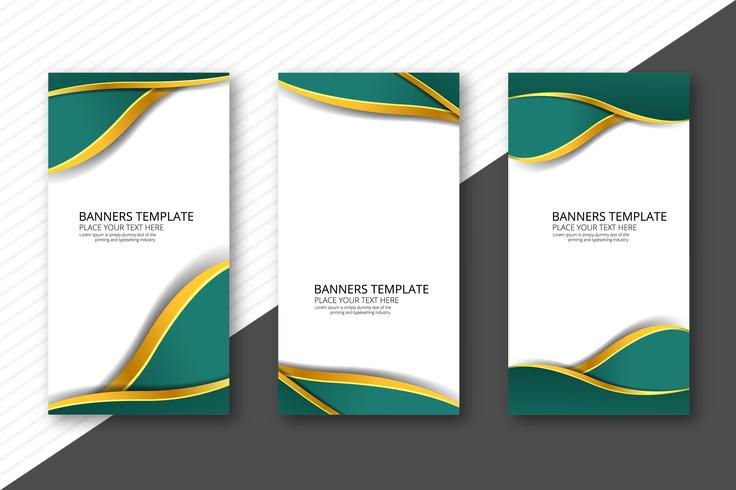 BANNERS TEMPLATE
PLACE YOUR TEXT HERE
Lorem Ipsum is simply dummy text of the
printing and typesetting industry.
BANNERS TEMPLATE
PLACE YOUR TEXT HERE
Lorem Ipsum is simply dummy text of the
printing and typesetting industry.
BANNERS TEMPLATE
PLACE YOUR TEXT HERE
Lorem Ipsum is simply dummy text of the
printing and typesetting industry.